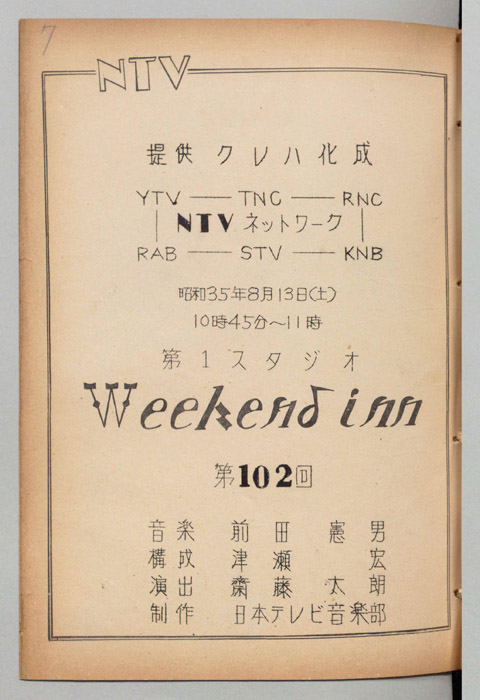 7
NTV
提供 クレハ化成
YTV — TNC — RNC
| NTV ネットワーク |
RAB — STV — KNB
昭和35年8月13日(土)
10時45分〜11時
第1スタジオ
Weekend inn
第102回
音楽 前田憲男
構成 津瀬宏
演出 齋藤太朗
制作 日本テレビ音楽部